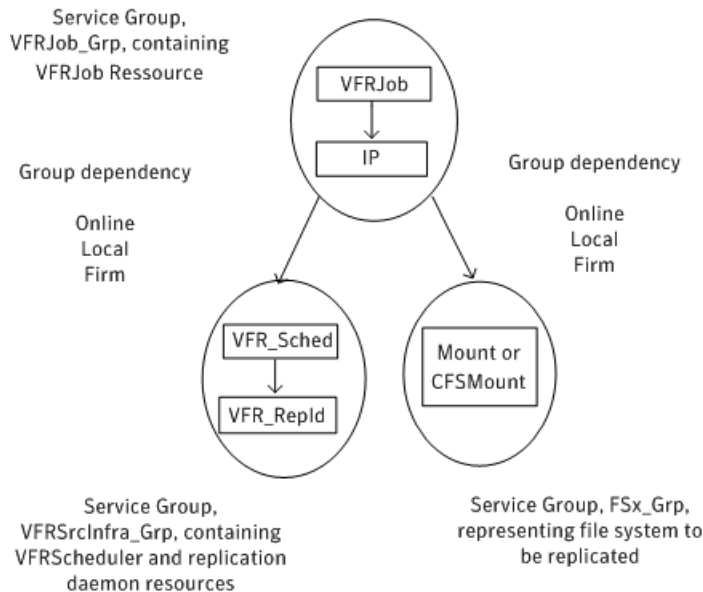 Service Group,
VFRJob_Grp, containing
VFRJob Ressource
VFRJob
IP
Group dependency
Online
Local
Firm
Group dependency
Online
Local
Firm
VFR_Sched
VFR_RepId
Mount or
CFSMount
Service Group,
VFRSrcInfra_Grp, containing
VFRScheduler and replication
daemon resources
Service Group, FSx_Grp,
representing file system to
be replicated